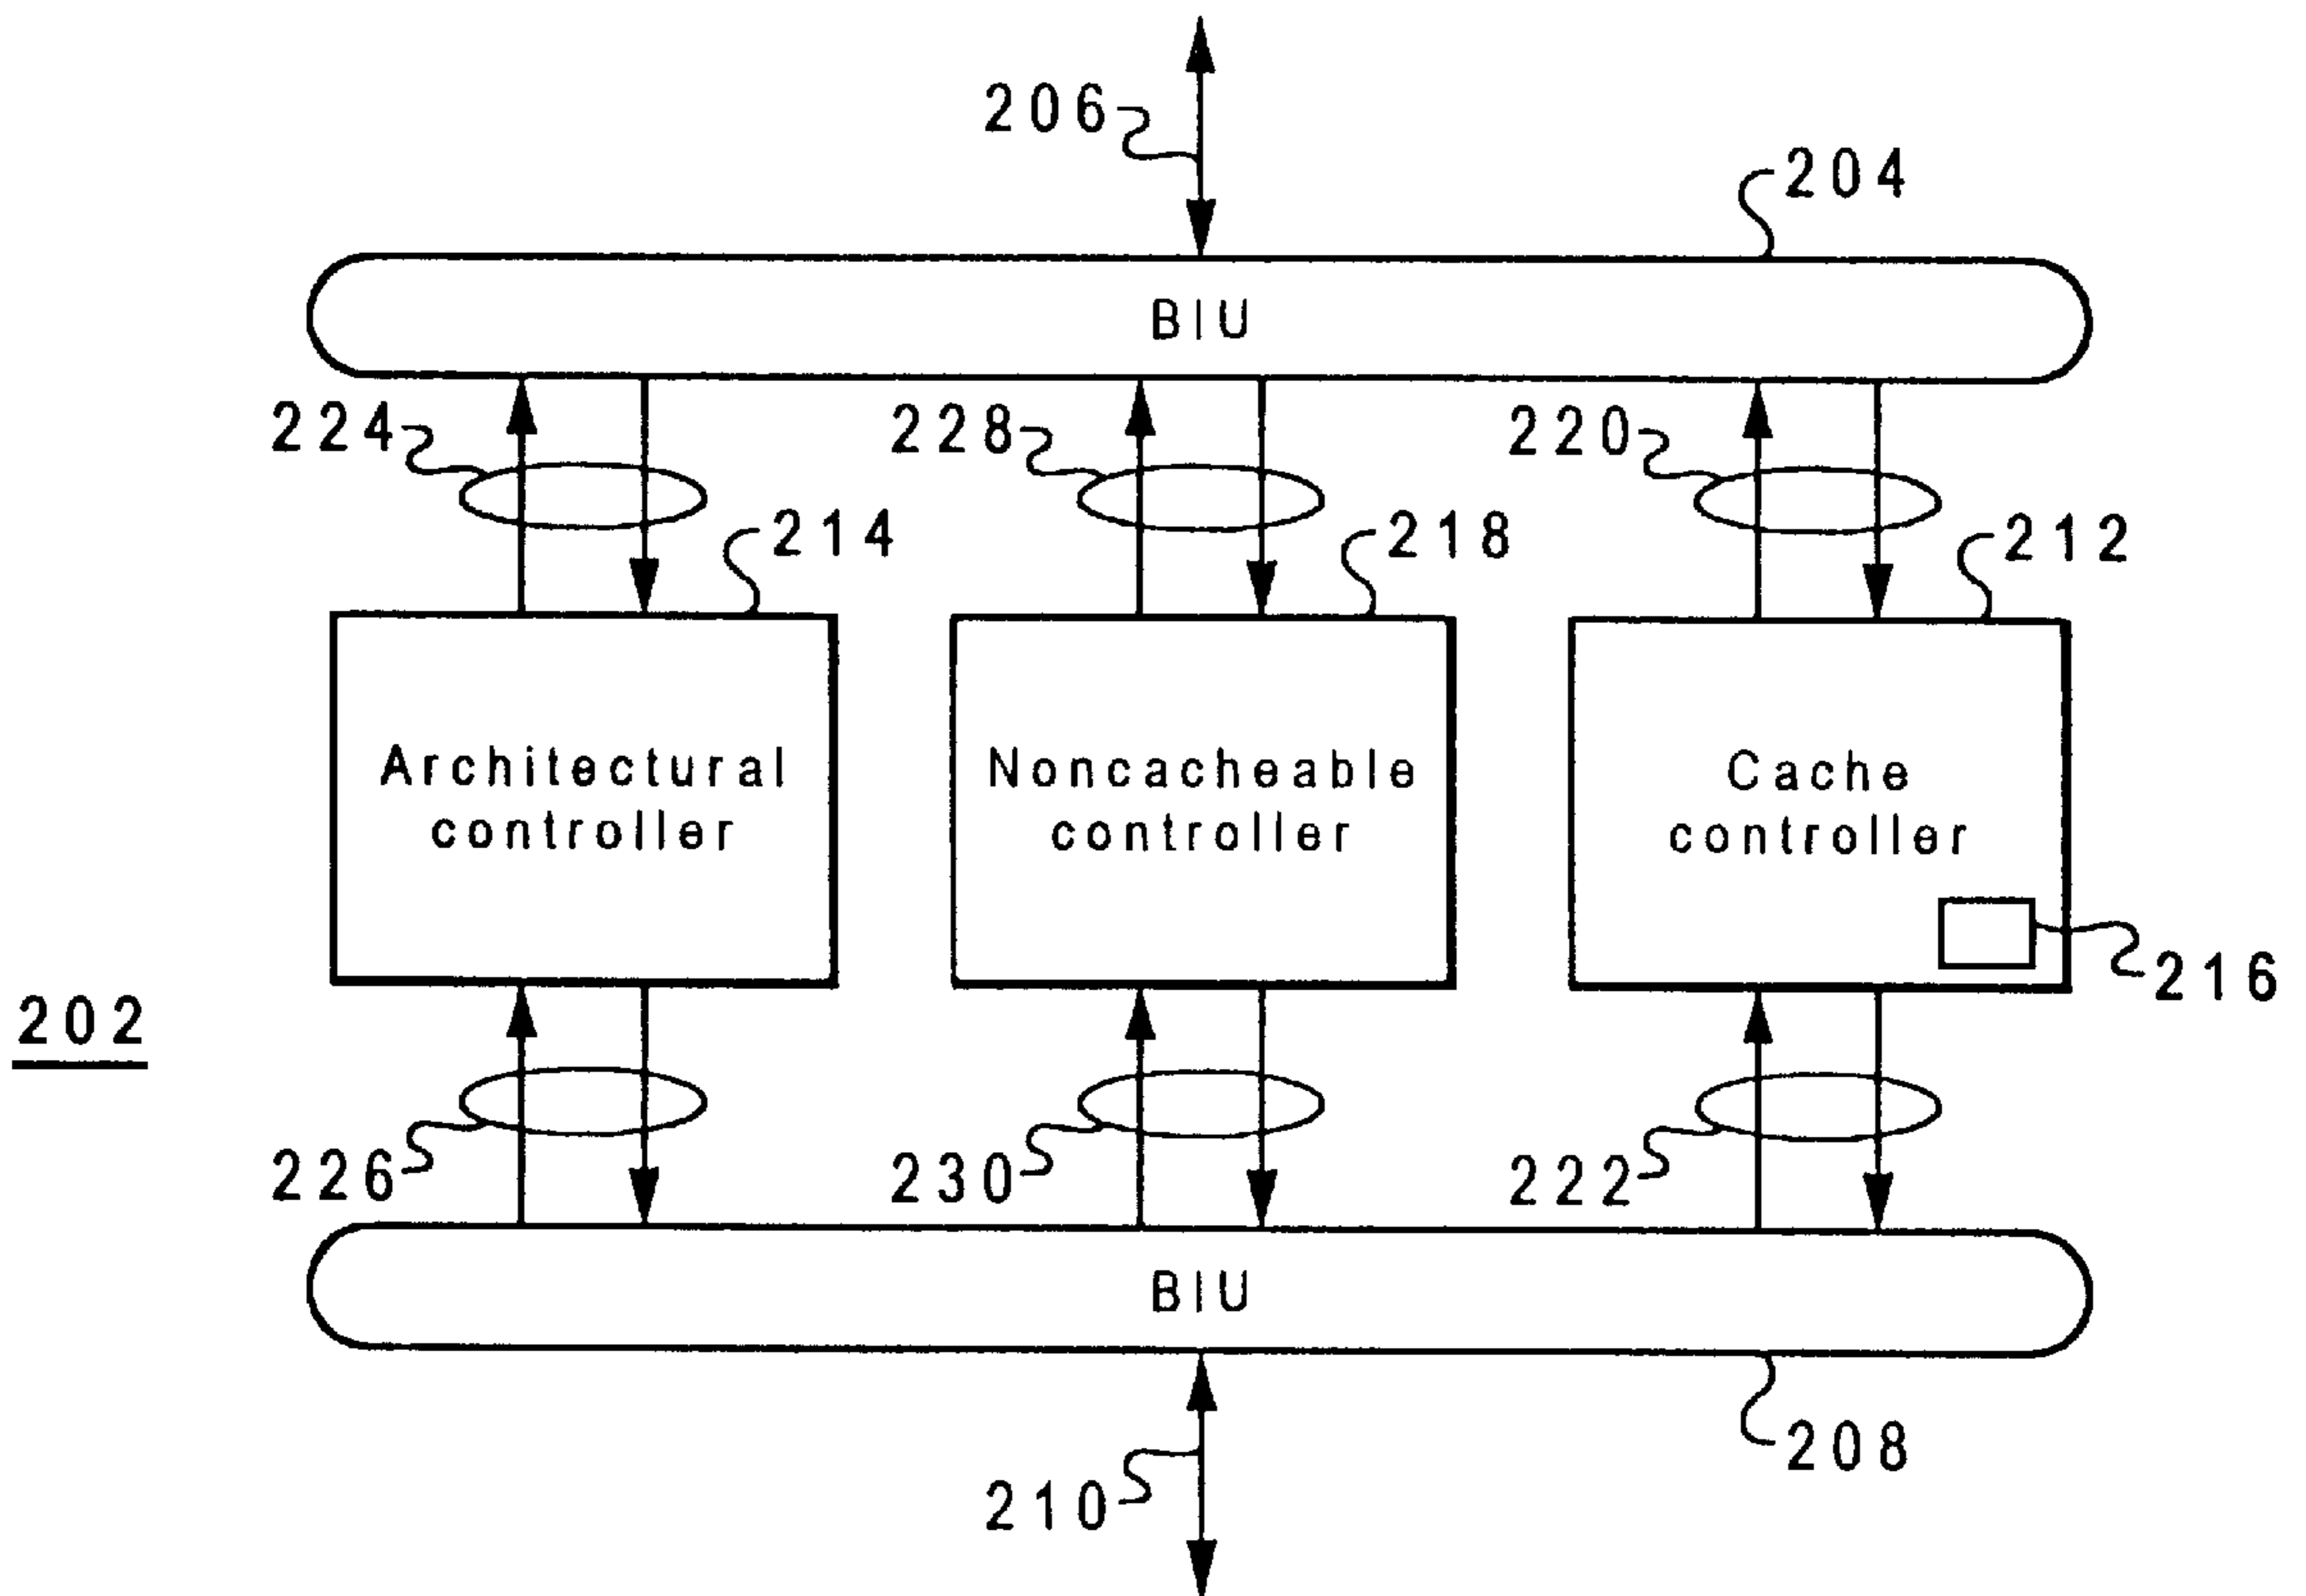 206
204
BIU
224
228
220
214
218
212
Architectural
controller
Noncacheable
controller
Cache
controller
216
202
226
230
222
BIU
208
210